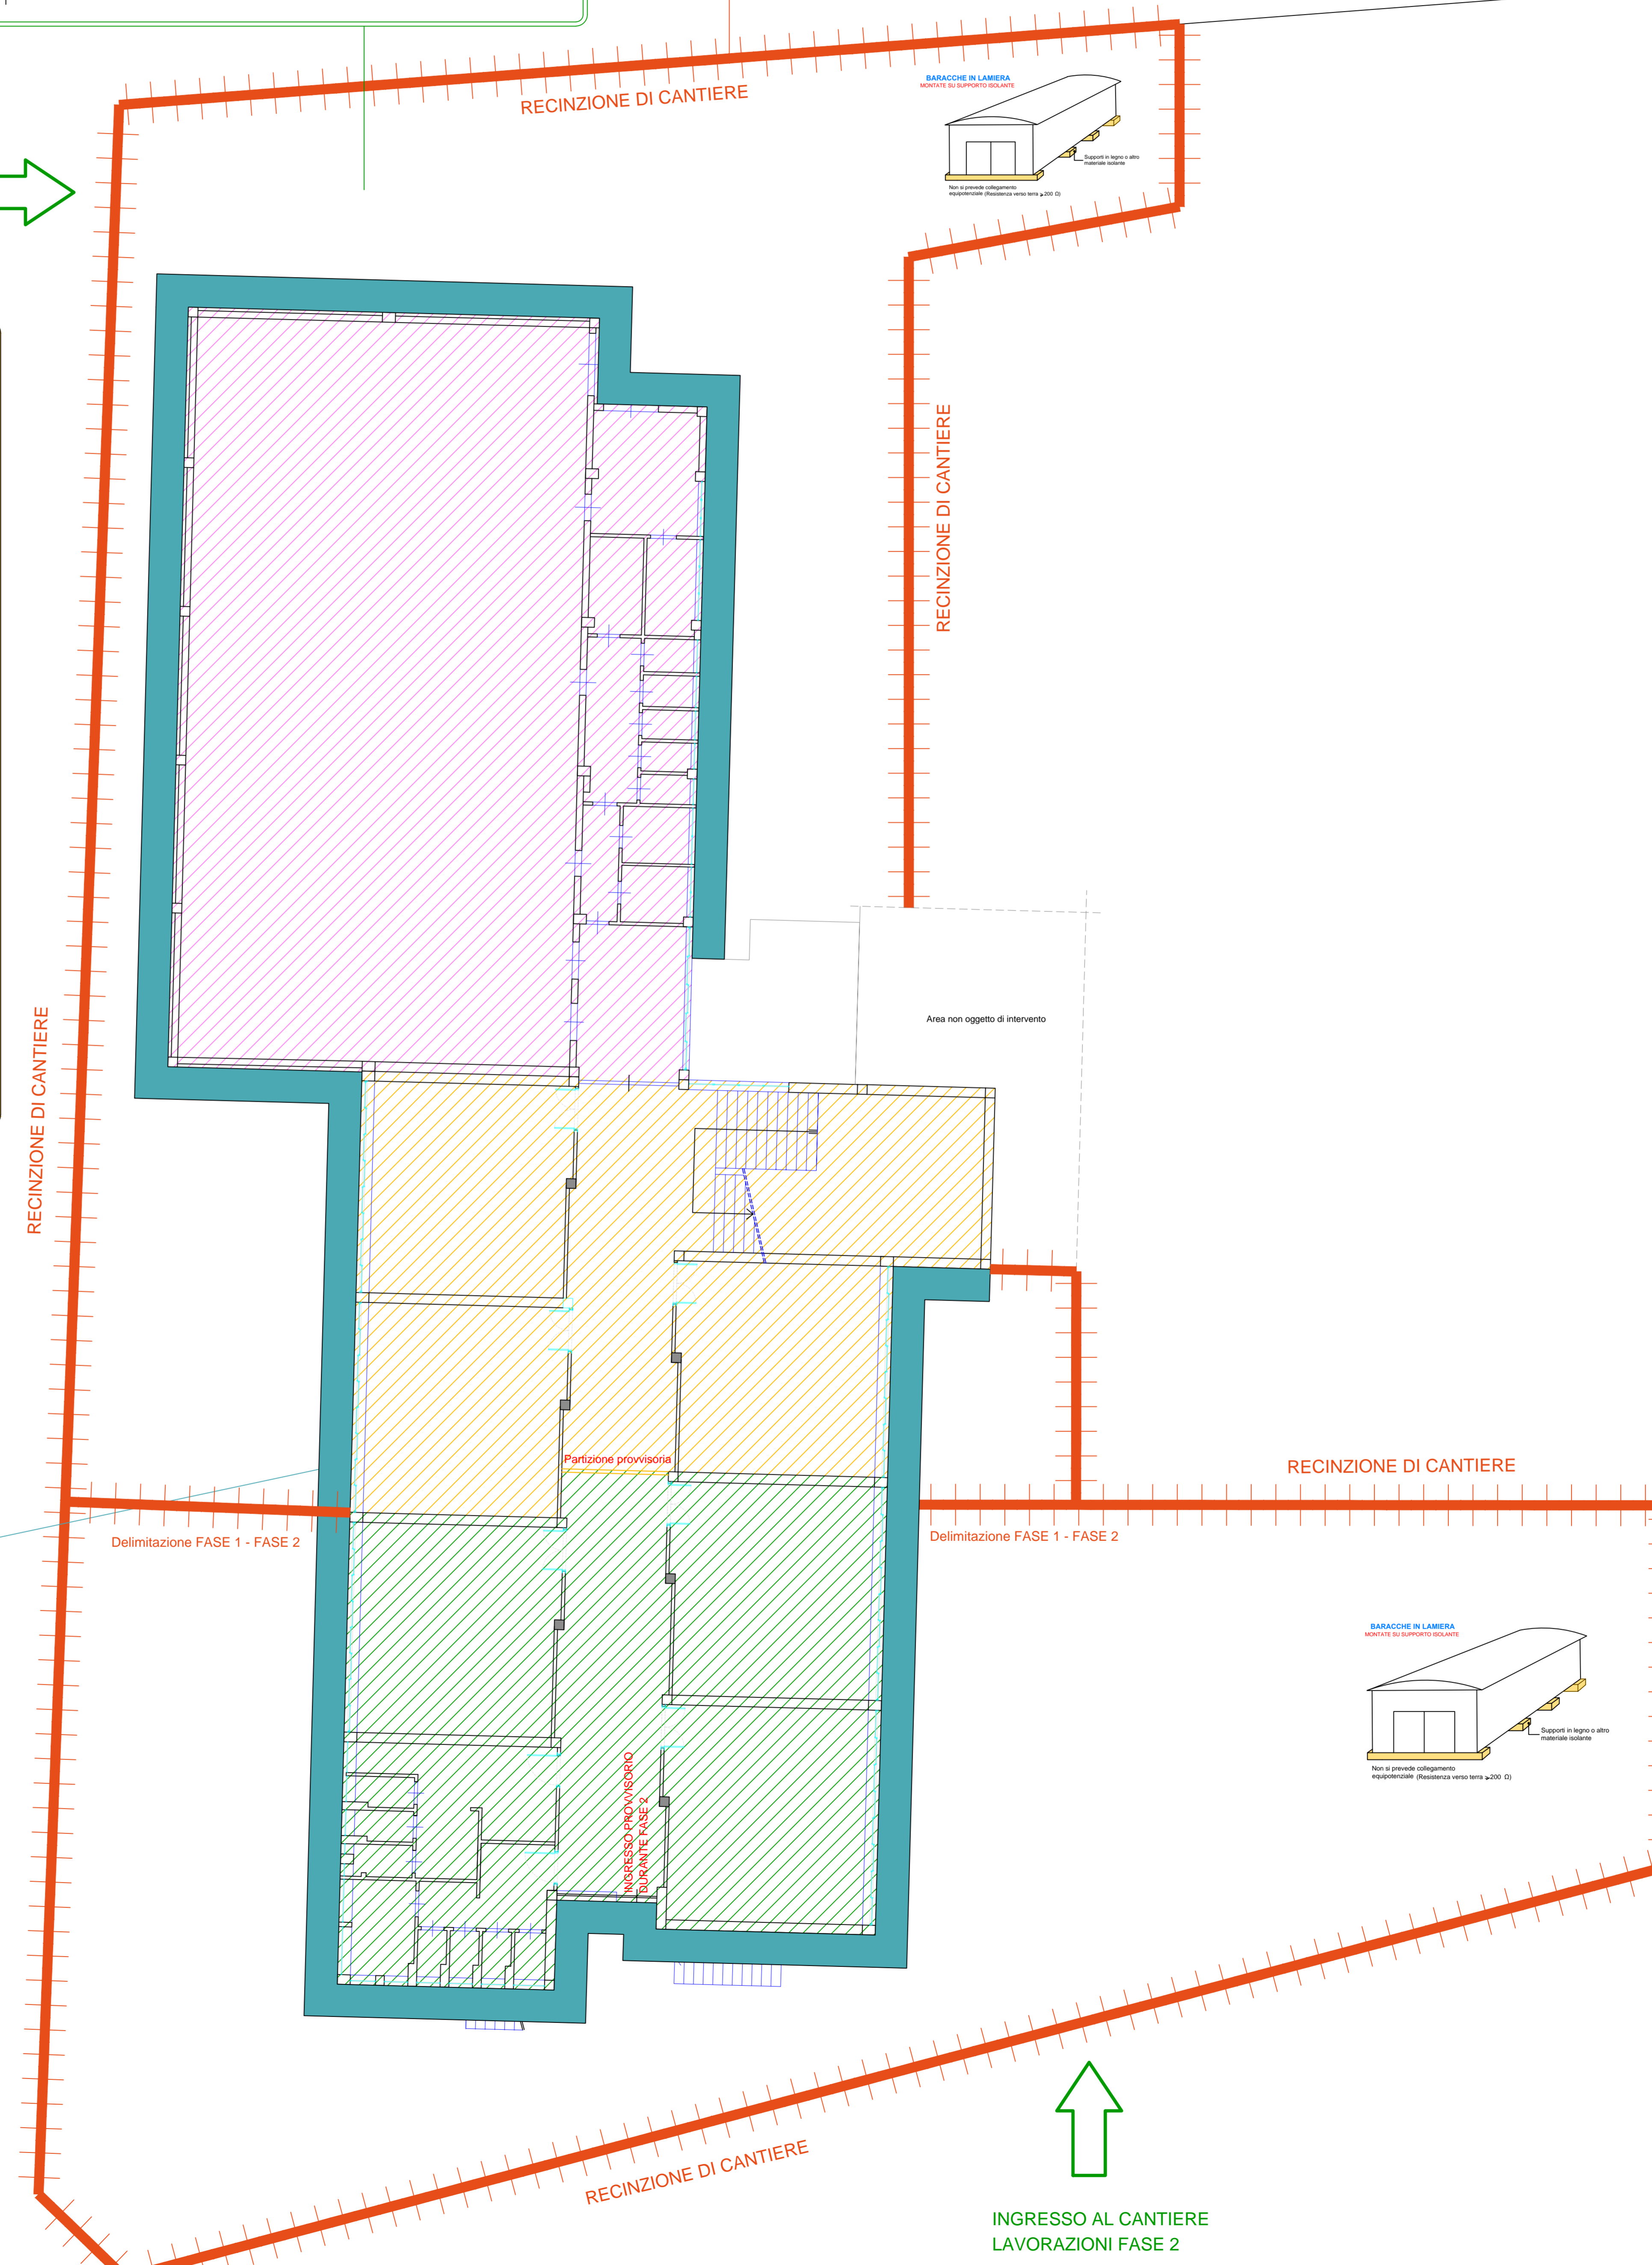 RECINZIONE DI CANTIERE
BARACCHE IN LAMIERA
MONTATE SU SUPPORTO ISOLANTE
Supporti in legno o altro
materiale isolante
Non si prevede collegamento
equipotenziale (Resistenza verso terra ⩾200 Ω)
RECINZIONE DI CANTIERE
RECINZIONE DI CANTIERE
Area non oggetto di intervento
Partizione provvisoria
RECINZIONE DI CANTIERE
Delimitazione FASE 1 - FASE 2
Delimitazione FASE 1 - FASE 2
BARACCHE IN LAMIERA
MONTATE SU SUPPORTO ISOLANTE
Supporti in legno o altro
materiale isolante
Non si prevede collegamento
equipotenziale (Resistenza verso terra ⩾200 Ω)
INGRESSO PROVVISORIO
DURANTE FASE 2
RECINZIONE DI CANTIERE
INGRESSO AL CANTIERE
LAVORAZIONI FASE 2